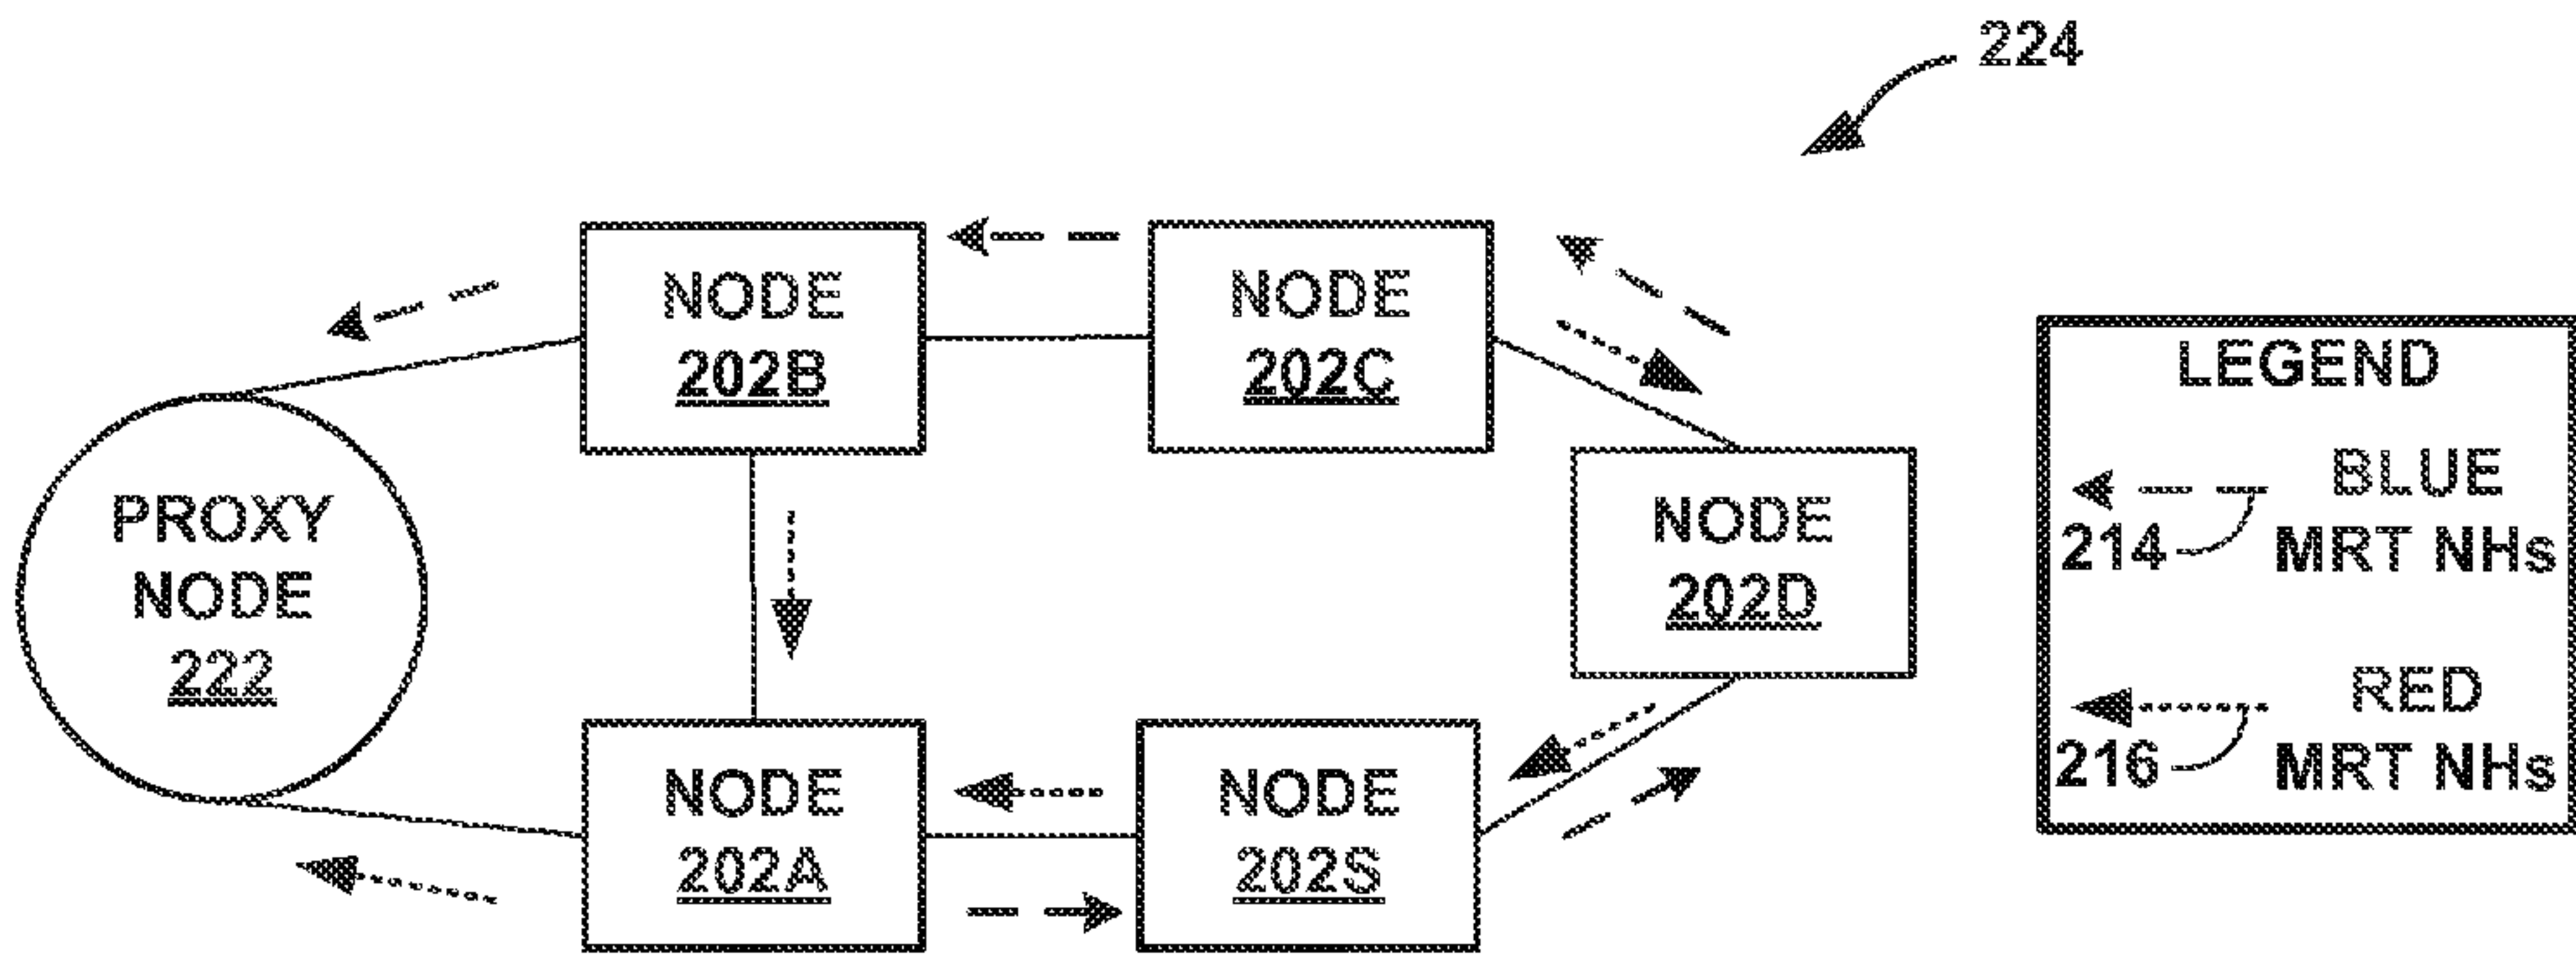 224
NODE
202B
NODE
202C
PROXY
NODE
222
NODE
202D
NODE
202A
NODE
202S
LEGEND
BLUE
214 MRT NHs
RED
216 MRT NHs